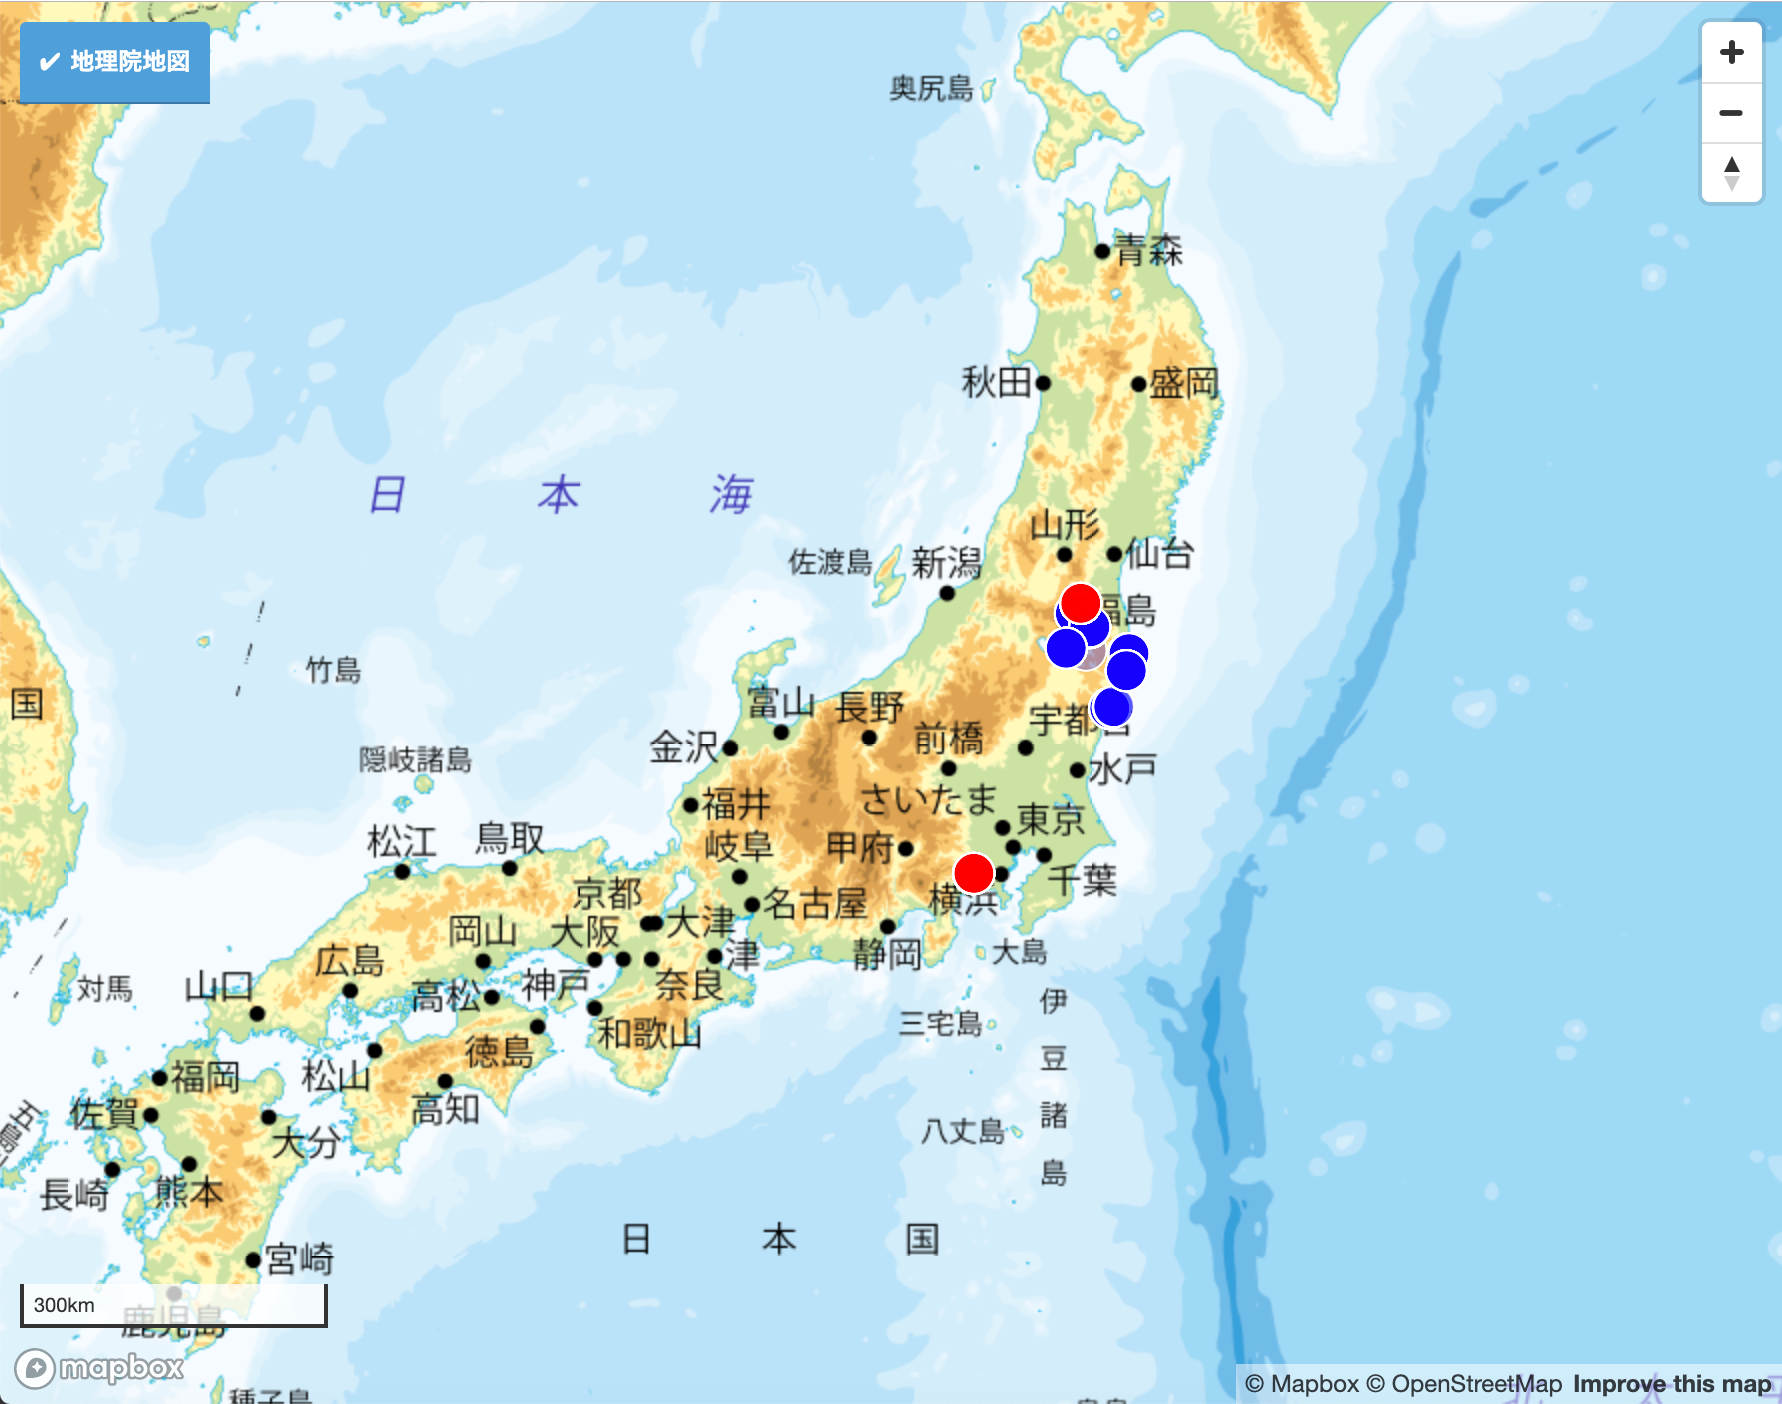 ✔ 地理院地図
奥尻島
青森
秋田
盛岡
日本海
山形
仙台
佐渡島
新潟
福島
竹島
国
富山
長野
金沢
前橋
宇都宮
水戸
隠岐諸島
福井
さいたま
東京
松江
鳥取
岐阜
甲府
千葉
京都
横浜
名古屋
大津
岡山
大阪
静岡
大島
津
広島
対馬
山口
高松
神戸
奈良
伊豆諸島
三宅島
和歌山
徳島
松山
福岡
佐賀
高知
八丈島
大分
長崎
熊本
日本国
宮崎
300km
鹿児島
mapbox
© Mapbox © OpenStreetMap Improve this map
種子島